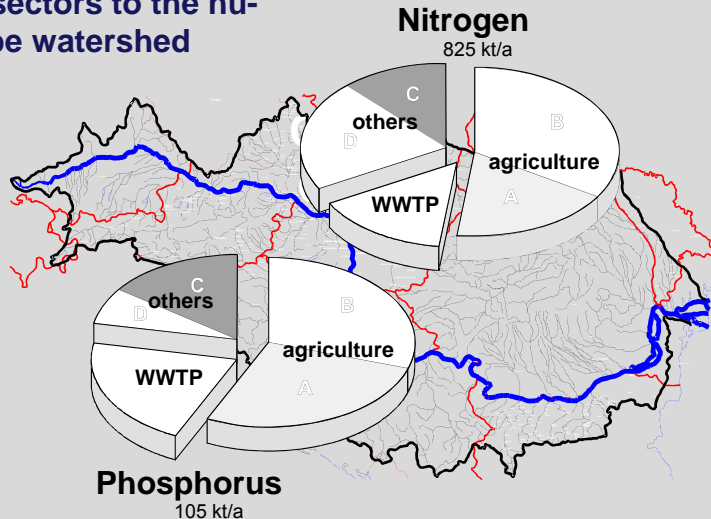 sectors to the nu-
be watershed
Nitrogen
825 kt/a
C
others
D
B
agriculture
A
WWTP
C
others
D
B
agriculture
WWTP
A
Phosphorus
105 kt/a